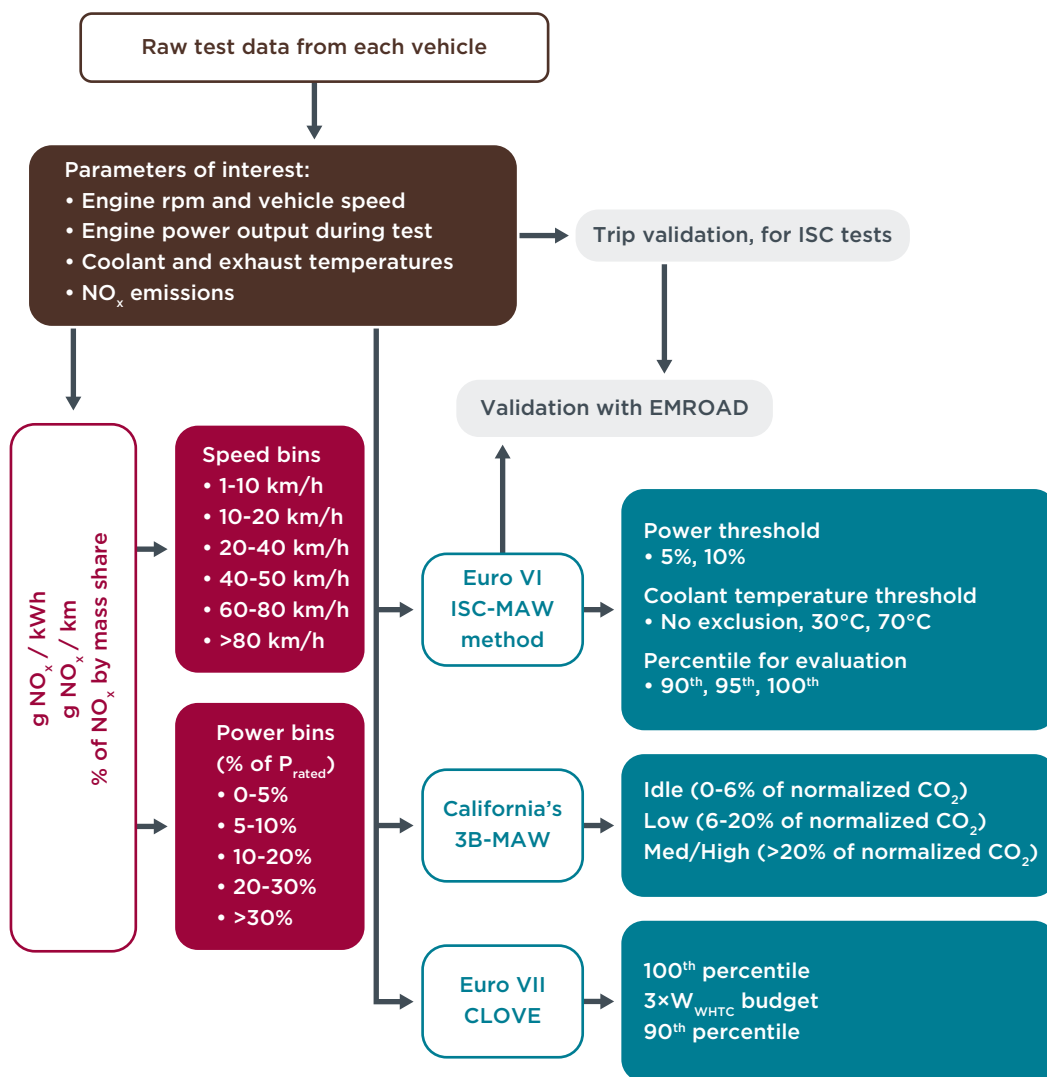 Raw test data from each vehicle
Parameters of interest:
• Engine rpm and vehicle speed
• Engine power output during test
• Coolant and exhaust temperatures
• NOₓ emissions
Trip validation, for ISC tests
Validation with EMROAD
g NOₓ / kWh
g NOₓ / km
% of NOₓ by mass share
Speed bins
• 1-10 km/h
• 10-20 km/h
• 20-40 km/h
• 40-50 km/h
• 60-80 km/h
• >80 km/h
Power bins
(% of P_rated)
• 0-5%
• 5-10%
• 10-20%
• 20-30%
• >30%
Euro VI
ISC-MAW
method
Power threshold
• 5%, 10%
Coolant temperature threshold
• No exclusion, 30°C, 70°C
Percentile for evaluation
• 90th, 95th, 100th
California's
3B-MAW
Idle (0-6% of normalized CO₂)
Low (6-20% of normalized CO₂)
Med/High (>20% of normalized CO₂)
Euro VII
CLOVE
100th percentile
3×W_WHTC budget
90th percentile